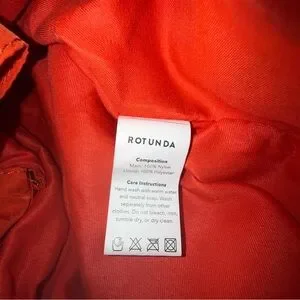 ROTUNDA
Composition
Main: 100% Nylon
Lining: 100% Polyester
Care Instructions
Hand wash with warm water
and neutral soap. Wash
separately from other
clothes. Do not bleach, iron,
tumble dry, or dry clean.